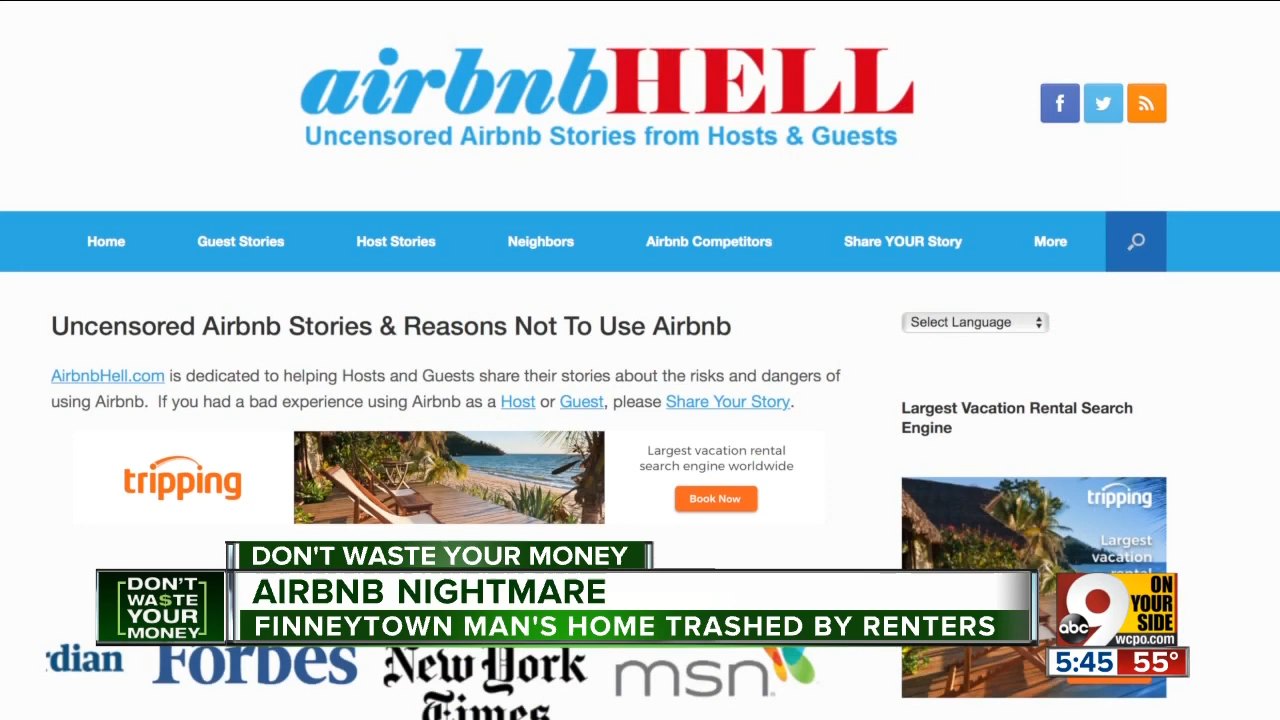 airbnbHELL
Uncensored Airbnb Stories from Hosts & Guests
f
Home Guest Stories Host Stories Neighbors Airbnb Competitors Share YOUR Story More
Uncensored Airbnb Stories & Reasons Not To Use Airbnb
AirbnbHell.com is dedicated to helping Hosts and Guests share their stories about the risks and dangers of
using Airbnb. If you had a bad experience using Airbnb as a Host or Guest, please Share Your Story.
Select Language
Largest Vacation Rental Search
Engine
tripping
Largest vacation rental
search engine worldwide
Book Now
tripping
Largest
vacation
DON'T WASTE YOUR MONEY
DON'T
WA$TE
YOUR
MONEY
AIRBNB NIGHTMARE
FINNEYTOWN MAN'S HOME TRASHED BY RENTERS
abc 9
ON
YOUR
SIDE
wcpo.com
5:45 55°
dian Forbes New York
Times
msn